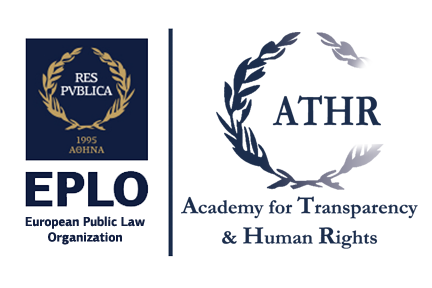 RES
PVBLICA
1995
ΑΘΗΝΑ
EPLO
European Public Law
Organization
ATHR
Academy for Transparency
& Human Rights